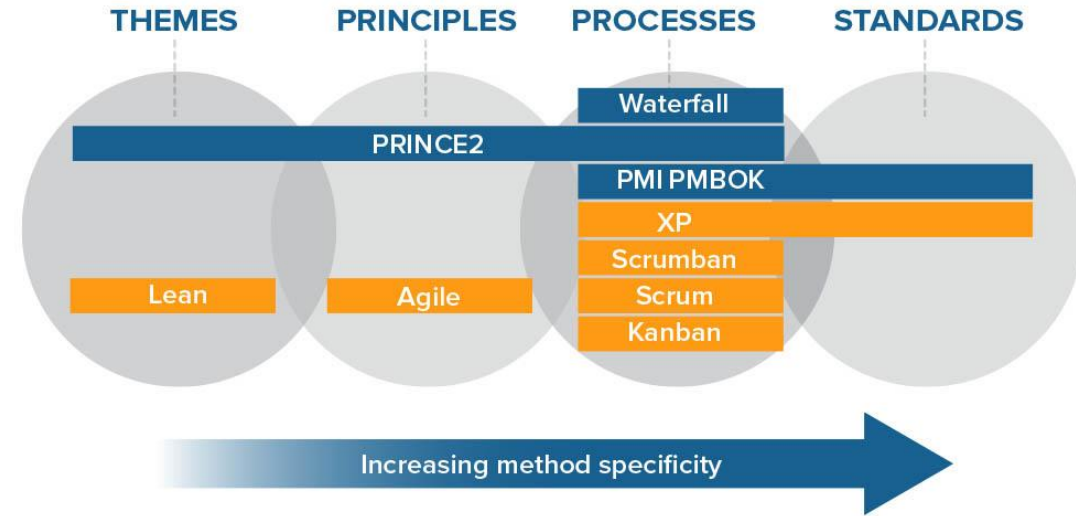 THEMES PRINCIPLES PROCESSES STANDARDS
Waterfall
PRINCE2
PMI PMBOK
XP
Scrumban
Lean Agile Scrum
Kanban
Increasing method specificity